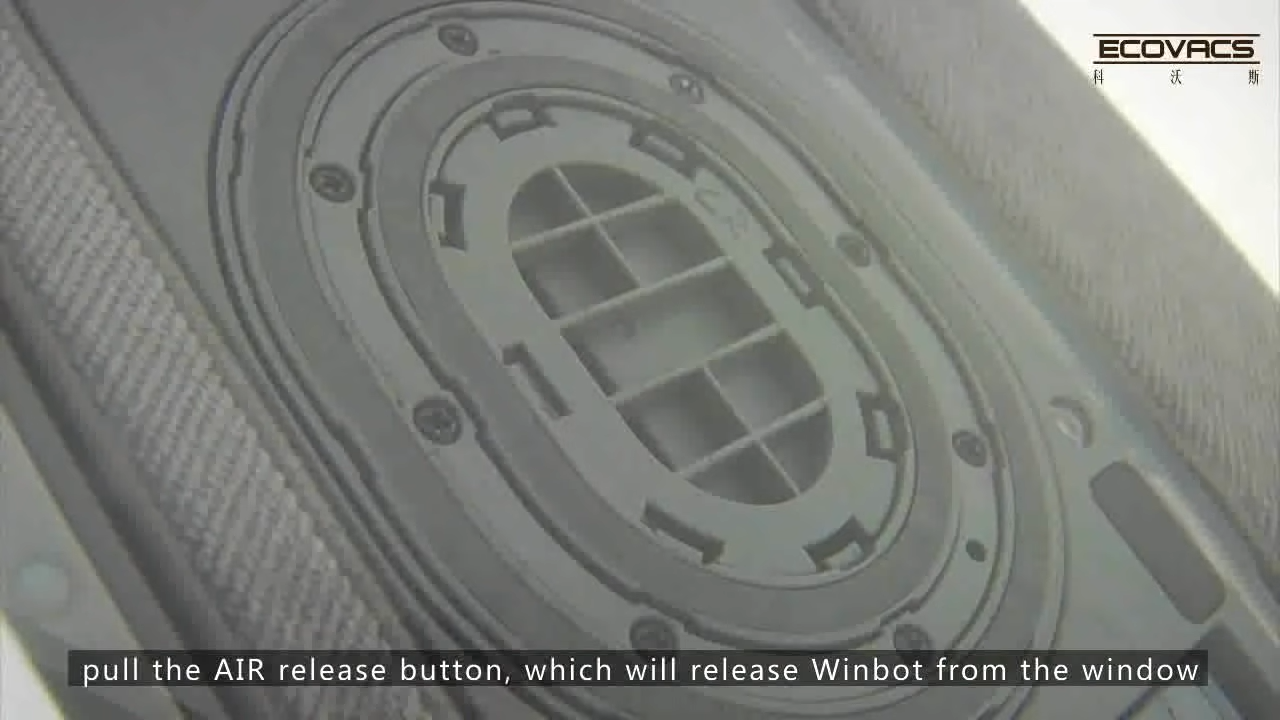 ECOVACS
科沃斯
pull the AIR release button, which will release Winbot from the window